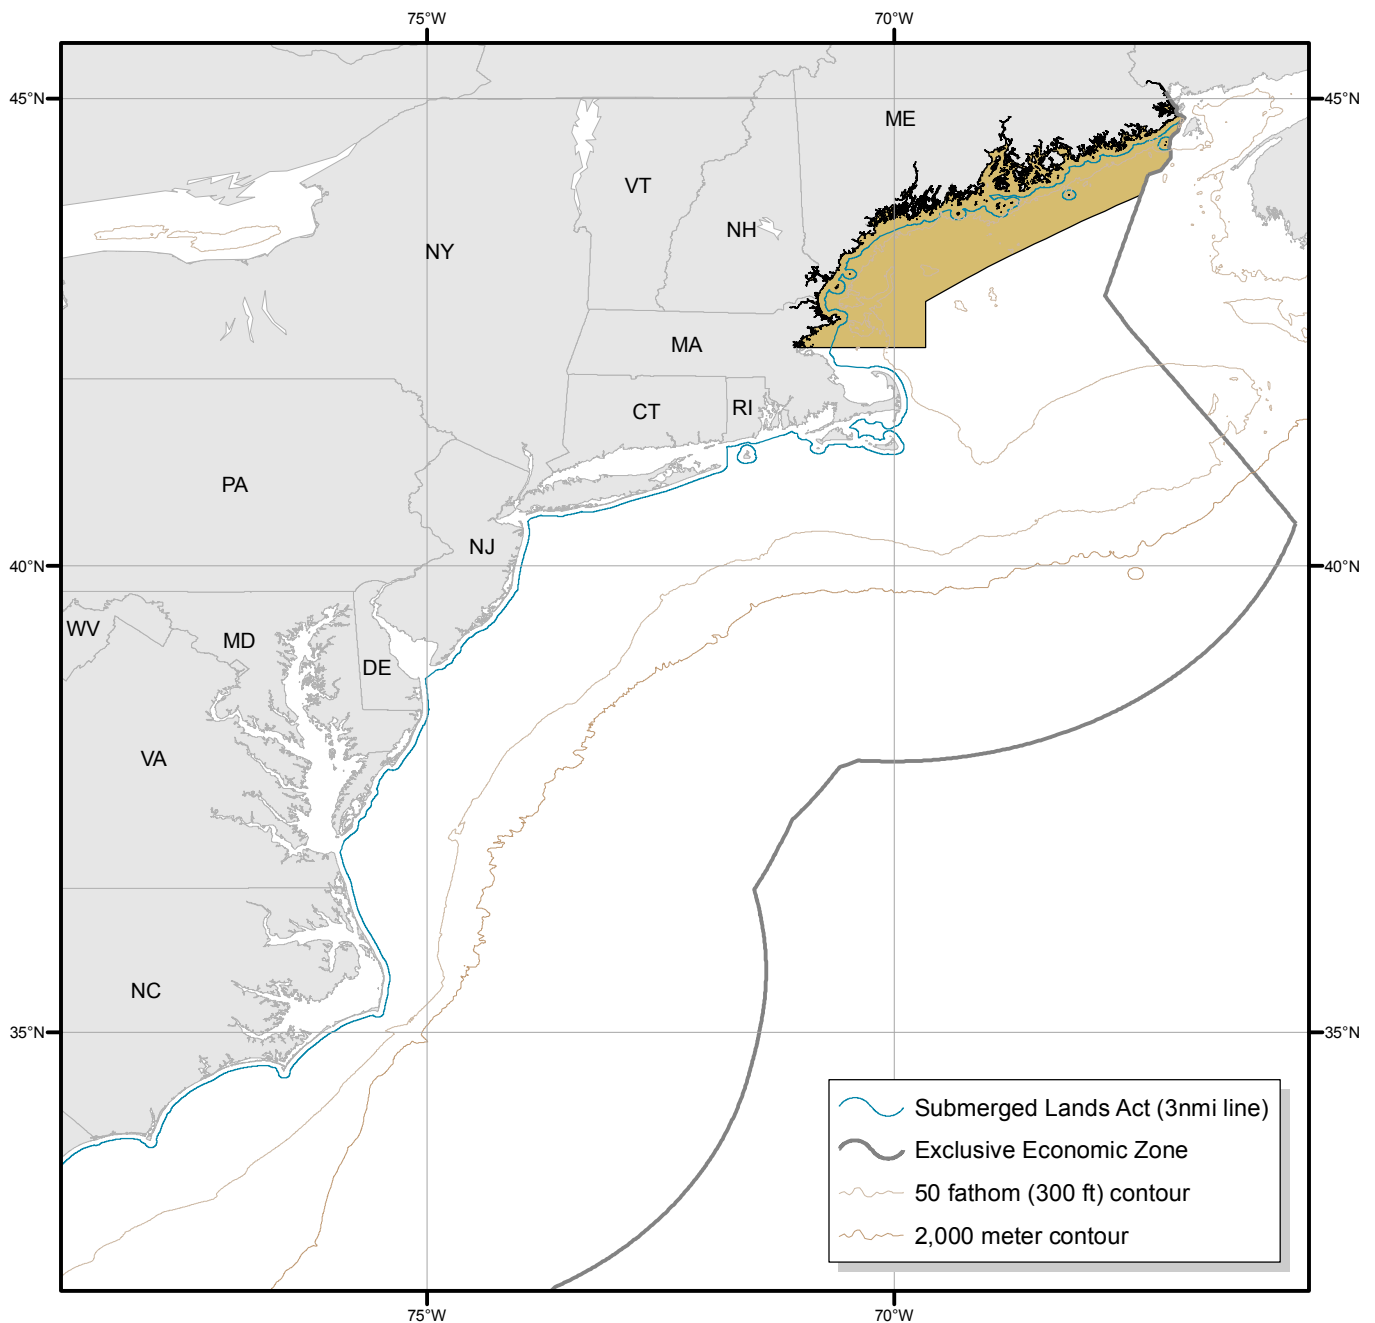 75°W 70°W
45°N 45°N
ME
VT
NH
NY
MA
CT RI
PA
NJ
40°N 40°N
WV
MD
DE
VA
NC
35°N 35°N
Submerged Lands Act (3nmi line)
Exclusive Economic Zone
50 fathom (300 ft) contour
2,000 meter contour
75°W 70°W